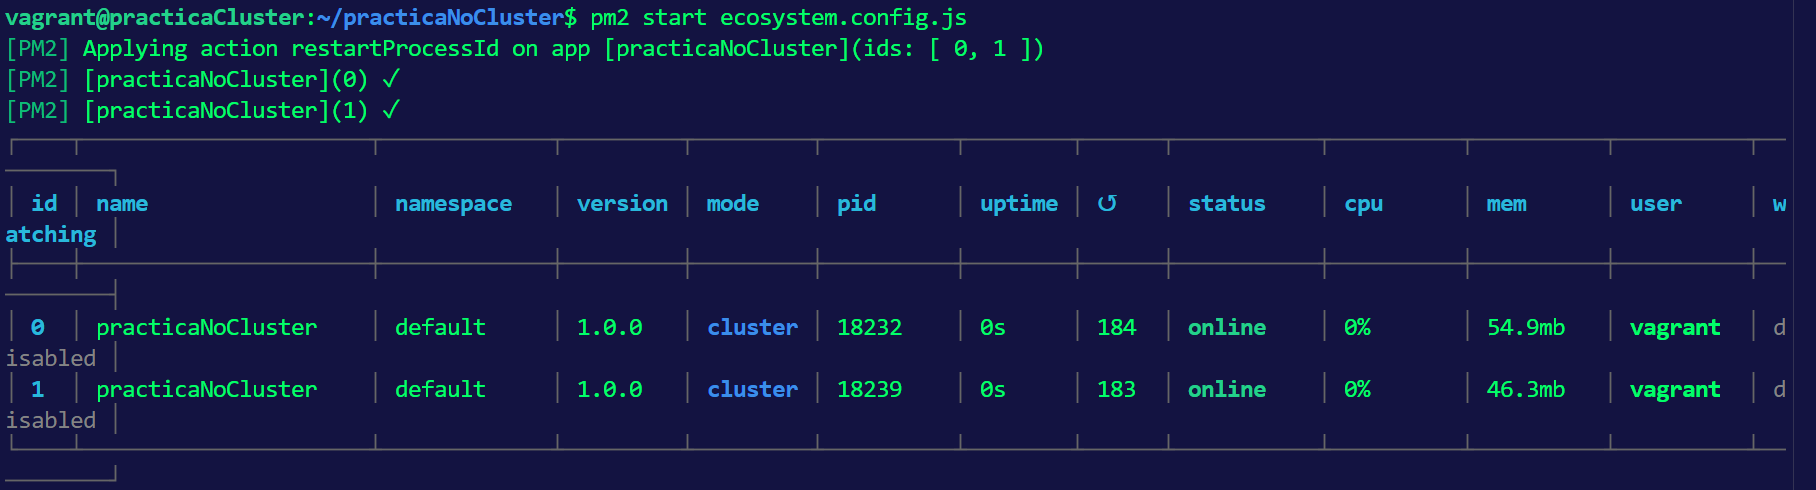 vagrant@practicaCluster:~/practicaNoCluster$ pm2 start ecosystem.config.js
[PM2] Applying action restartProcessId on app [practicaNoCluster](ids: [ 0, 1 ])
[PM2] [practicaNoCluster](0) ✓
[PM2] [practicaNoCluster](1) ✓
│ id │ name │ namespace │ version │ mode │ pid │ uptime │ ↺ │ status │ cpu │ mem │ user │ w
atching │
│ 0 │ practicaNoCluster │ default │ 1.0.0 │ cluster │ 18232 │ 0s │ 184 │ online │ 0% │ 54.9mb │ vagrant │ d
isabled │
│ 1 │ practicaNoCluster │ default │ 1.0.0 │ cluster │ 18239 │ 0s │ 183 │ online │ 0% │ 46.3mb │ vagrant │ d
isabled │